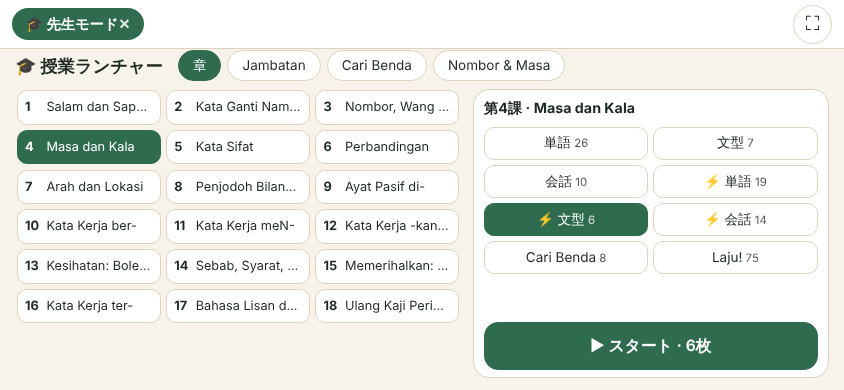 🎓 先生モード✕
🎓 授業ランチャー 章 Jambatan Cari Benda Nombor & Masa
1 Salam dan Sap... 2 Kata Ganti Nam... 3 Nombor, Wang ...
4 Masa dan Kala 5 Kata Sifat 6 Perbandingan
7 Arah dan Lokasi 8 Penjodoh Bilan... 9 Ayat Pasif di-
10 Kata Kerja ber- 11 Kata Kerja meN- 12 Kata Kerja -kan...
13 Kesihatan: Bole... 14 Sebab, Syarat, ... 15 Memerihalkan: ...
16 Kata Kerja ter- 17 Bahasa Lisan d... 18 Ulang Kaji Peri...
第4課 · Masa dan Kala
単語 26 文型 7
会話 10 ⚡ 単語 19
⚡ 文型 6 ⚡ 会話 14
Cari Benda 8 Laju! 75
▶ スタート · 6枚